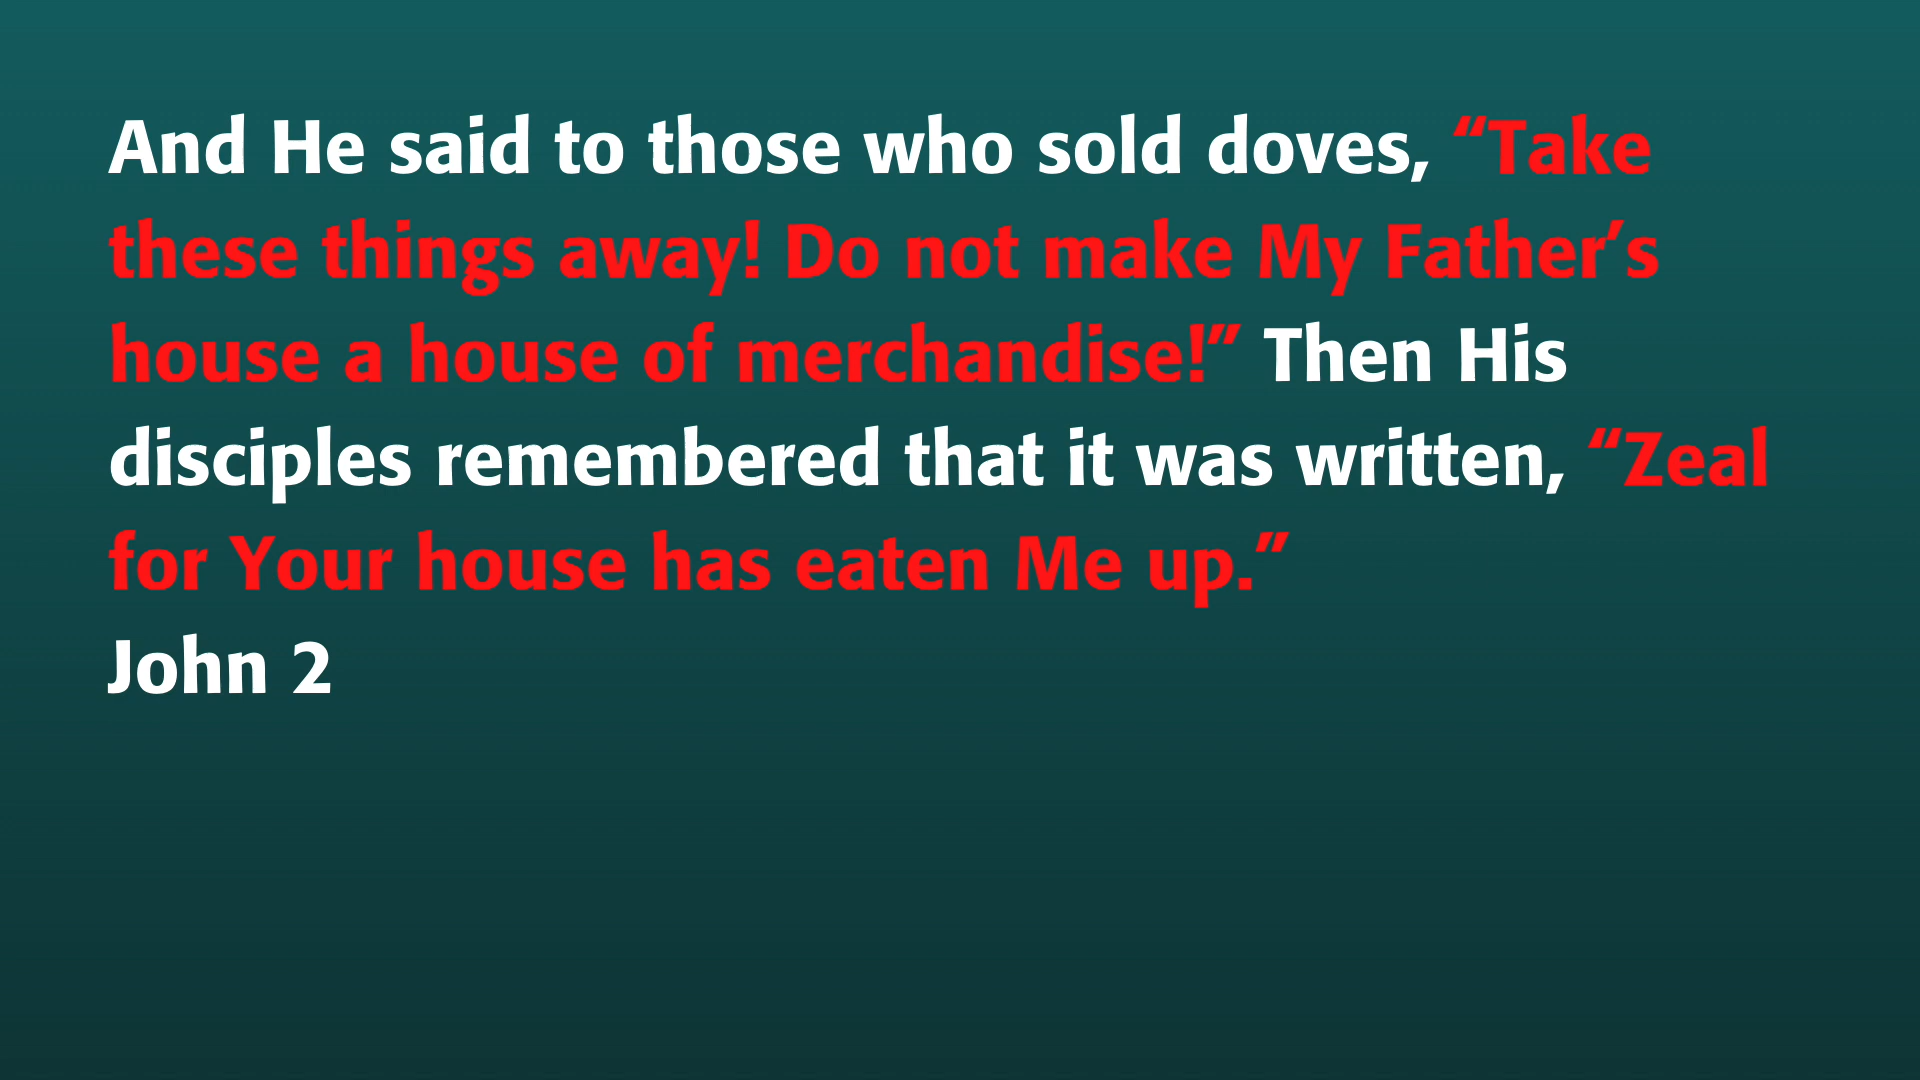 And He said to those who sold doves, “Take
these things away! Do not make My Father’s
house a house of merchandise!” Then His
disciples remembered that it was written, “Zeal
for Your house has eaten Me up.”
John 2